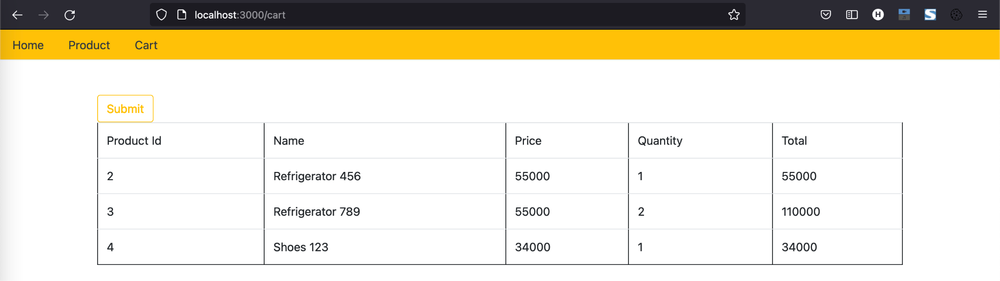 localhost:3000/cart
H
S
Home Product Cart
Submit
Product Id Name Price Quantity Total
2 Refrigerator 456 55000 1 55000
3 Refrigerator 789 55000 2 110000
4 Shoes 123 34000 1 34000